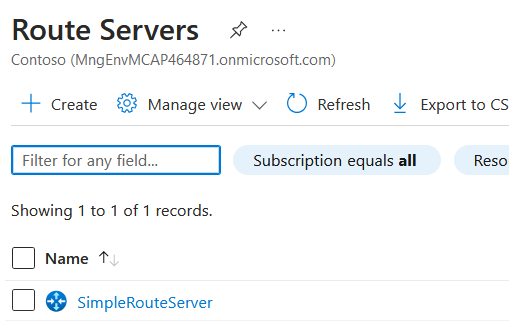 Route Servers
Contoso (MngEnvMCAP464871.onmicrosoft.com)
Create Manage view Refresh Export to CS
Filter for any field... Subscription equals all Reso
Showing 1 to 1 of 1 records.
Name
SimpleRouteServer